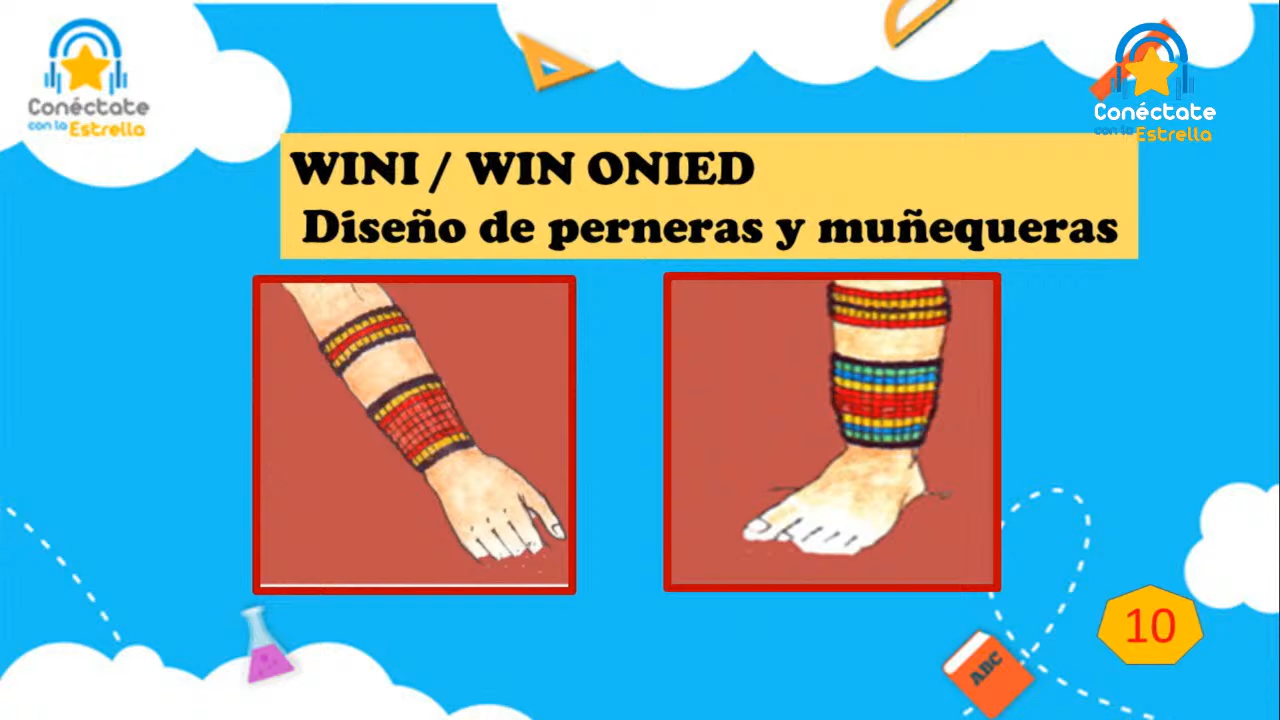 Conéctate
con la Estrella
Conéctate
con la Estrella
WINI / WIN ONIED
Diseño de perneras y muñequeras
10
ABC